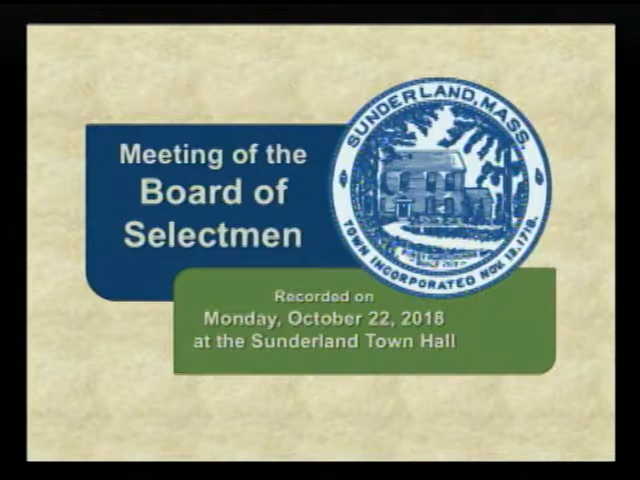 Meeting of the
Board of
Selectmen
SUNDERLAND, MASS.
TOWN INCORPORATED NOV. 18.1718.
Recorded on
Monday, October 22, 2018
at the Sunderland Town Hall